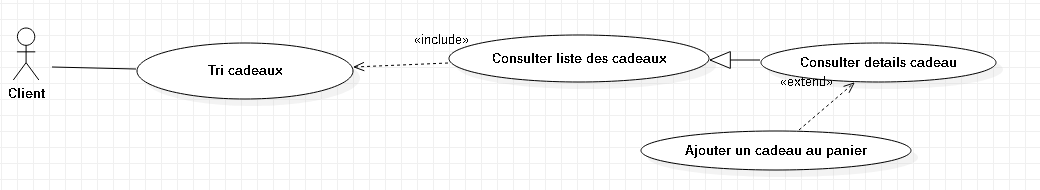 «include»
Tri cadeaux
Consulter liste des cadeaux
Consulter details cadeau
Client
«extend»
Ajouter un cadeau au panier